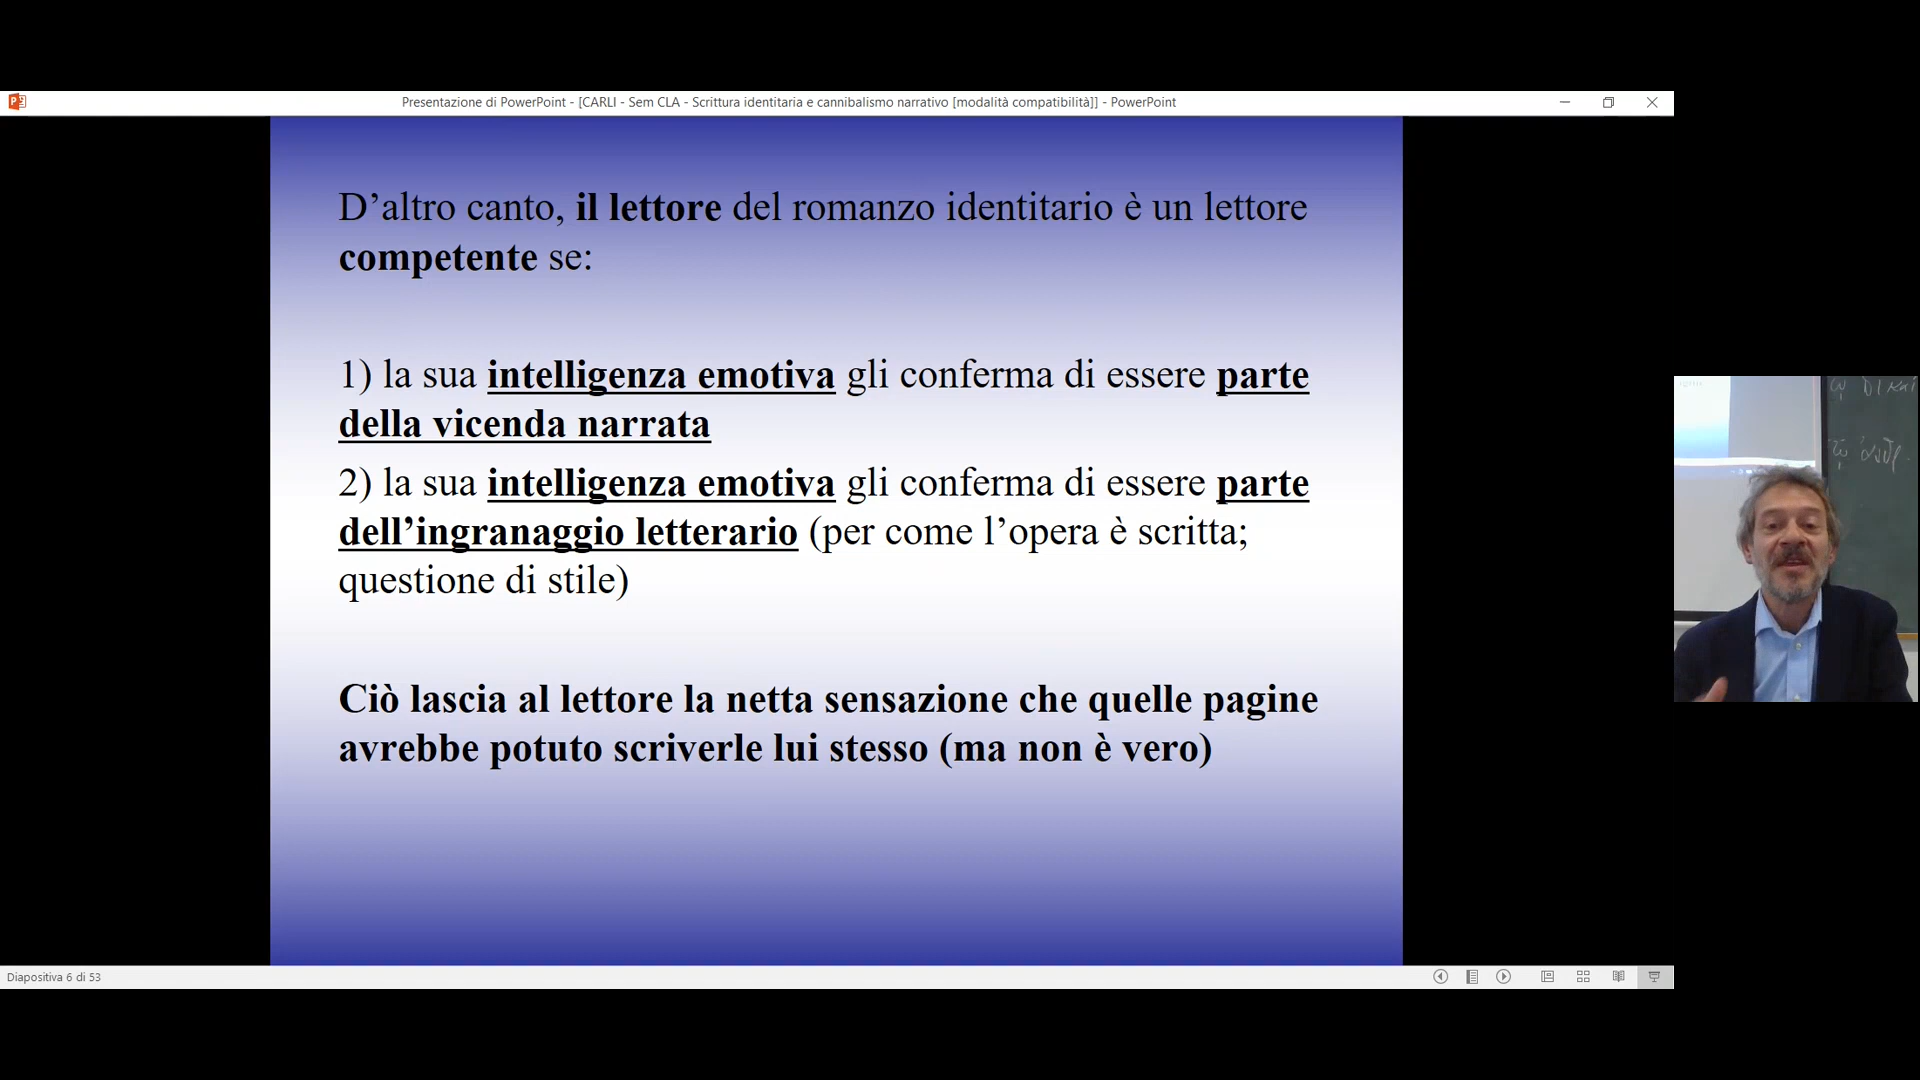 Presentazione di PowerPoint - [CARLI - Sem CLA - Scrittura identitaria e cannibalismo narrativo [modalità compatibilità]] - PowerPoint
D’altro canto, il lettore del romanzo identitario è un lettore
competente se:
1) la sua intelligenza emotiva gli conferma di essere parte
della vicenda narrata
2) la sua intelligenza emotiva gli conferma di essere parte
dell’ingranaggio letterario (per come l’opera è scritta;
questione di stile)
Ciò lascia al lettore la netta sensazione che quelle pagine
avrebbe potuto scriverle lui stesso (ma non è vero)
Diapositiva 6 di 53